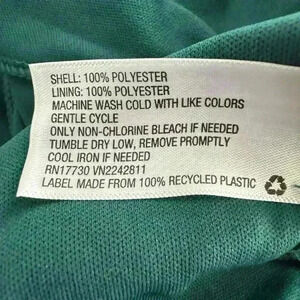 SHELL: 100% POLYESTER
LINING: 100% POLYESTER
MACHINE WASH COLD WITH LIKE COLORS
GENTLE CYCLE
ONLY NON-CHLORINE BLEACH IF NEEDED
TUMBLE DRY LOW, REMOVE PROMPTLY
COOL IRON IF NEEDED
RN17730 VN2242811
LABEL MADE FROM 100% RECYCLED PLASTIC